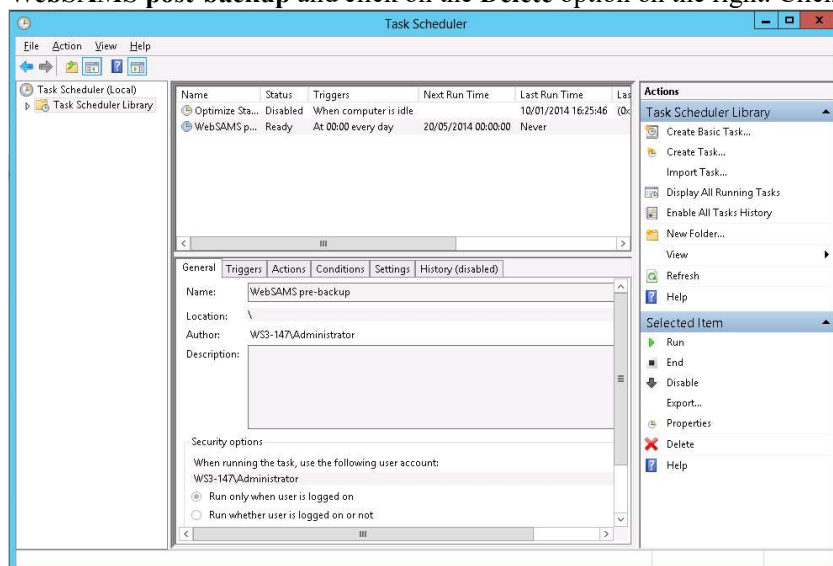 WebSAMS post-backup and click on the Delete option on the right. Click
Task Scheduler
File Action View Help
Task Scheduler (Local)
Task Scheduler Library
Name Status Triggers Next Run Time Last Run Time Las
Optimize Sta... Disabled When computer is idle 10/01/2014 16:25:46 (0x
WebSAMS p... Ready At 00:00 every day 20/05/2014 00:00:00 Never
General Triggers Actions Conditions Settings History (disabled)
Name: WebSAMS pre-backup
Location: \
Author: WS3-147\Administrator
Description:
Security options
When running the task, use the following user account:
WS3-147\Administrator
Run only when user is logged on
Run whether user is logged on or not
Actions
Task Scheduler Library
Create Basic Task...
Create Task...
Import Task...
Display All Running Tasks
Enable All Tasks History
New Folder...
View
Refresh
Help
Selected Item
Run
End
Disable
Export...
Properties
Delete
Help